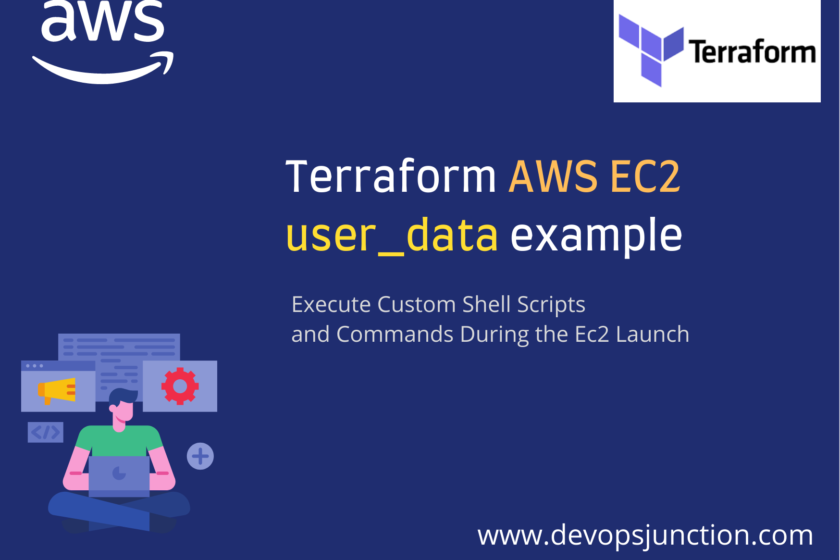 aws
Terraform
Terraform AWS EC2
user_data example
Execute Custom Shell Scripts
and Commands During the Ec2 Launch
</>
www.devopsjunction.com